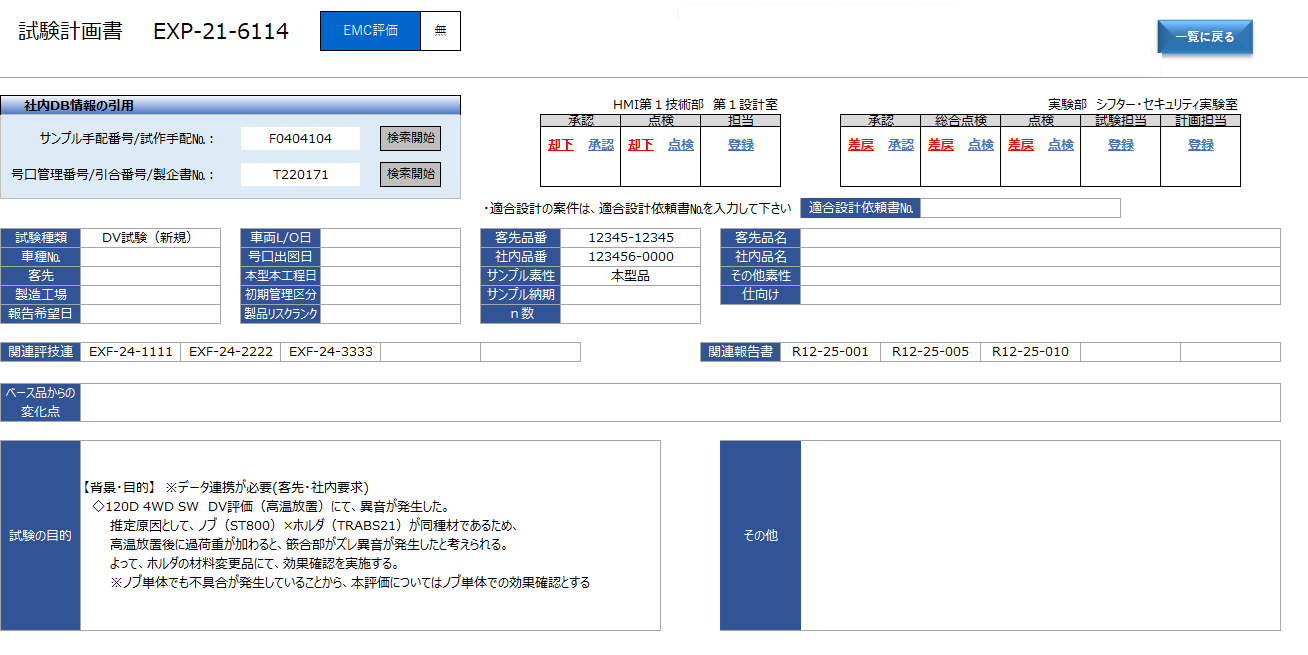 試験計画書 EXP-21-6114 EMC評価 無
一覧に戻る
社内DB情報の引用
サンプル手配番号/試作手配№: F0404104 検索開始
号口管理番号/引合番号/製企書№: T220171 検索開始
HMI第1技術部 第1設計室
承認 点検 担当
却下 承認 却下 点検 登録
実験部 シフター・セキュリティ実験室
承認 総合点検 点検 試験担当 計画担当
差戻 承認 差戻 点検 差戻 点検 登録 登録
・適合設計の案件は、適合設計依頼書№を入力して下さい 適合設計依頼書№
試験種類 DV試験(新規) 車両L/O日 客先品番 12345-12345 客先品名
車種№ 号口出図日 社内品番 123456-0000 社内品名
客先 本型本工程日 サンプル素性 本型品 その他素性
製造工場 初期管理区分 サンプル納期 仕向け
報告希望日 製品リスクランク n数
関連評技連 EXF-24-1111 EXF-24-2222 EXF-24-3333 関連報告書 R12-25-001 R12-25-005 R12-25-010
ベース品からの
変化点
試験の目的
【背景・目的】 ※データ連携が必要(客先・社内要求)
◇120D 4WD SW DV評価(高温放置)にて、異音が発生した。
推定原因として、ノブ(ST800)×ホルダ(TRABS21)が同種材であるため、
高温放置後に過荷重が加わると、嵌合部がズレ異音が発生したと考えられる。
よって、ホルダの材料変更品にて、効果確認を実施する。
※ノブ単体でも不具合が発生していることから、本評価についてはノブ単体での効果確認とする
その他